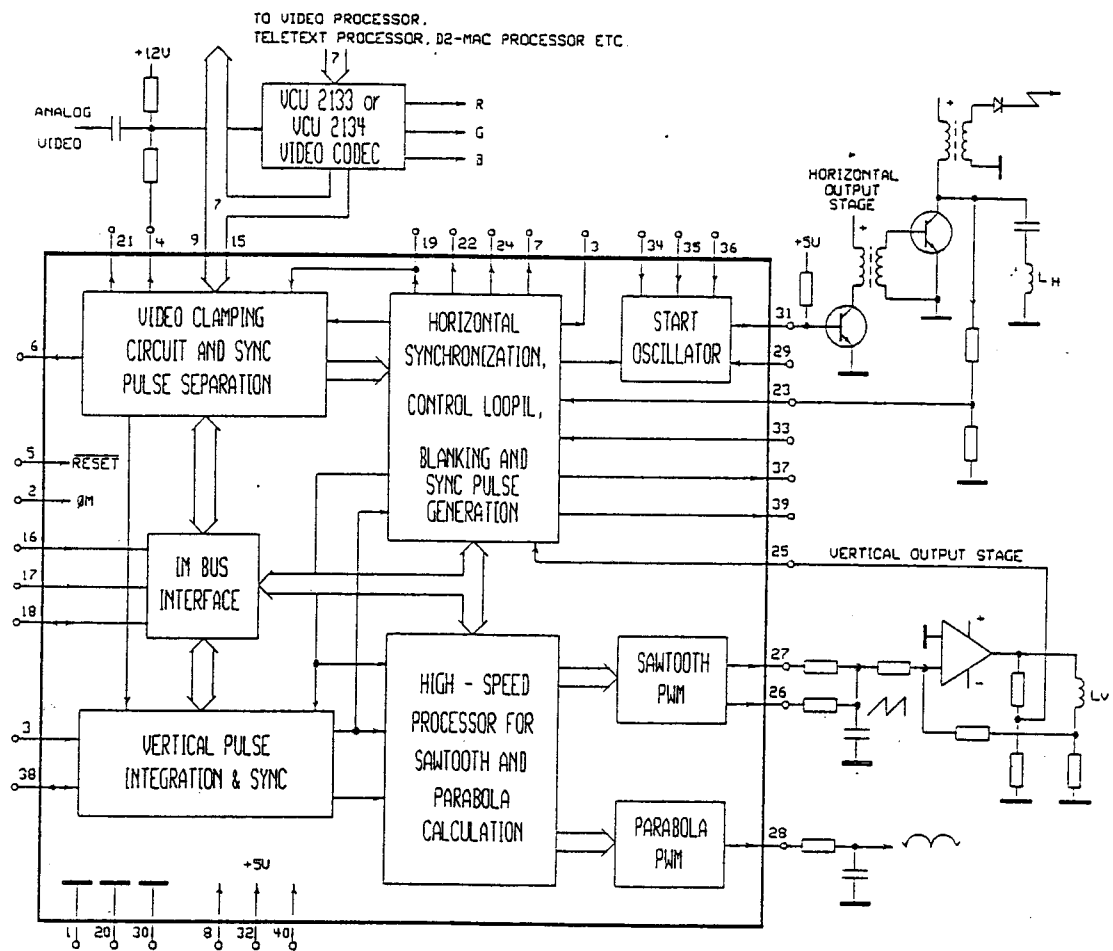 TO VIDEO PROCESSOR,
TELETEXT PROCESSOR, D2-MAC PROCESSOR ETC.
+12V
7
ANALOG
VIDEO
VCU 2133 or
VCU 2134
VIDEO CODEC
R
G
B
7
+
HORIZONTAL
OUTPUT
STAGE
+
+
+5V
LH
21
4
9
15
19
22
24
7
3
34
35
36
VIDEO CLAMPING
CIRCUIT AND SYNC
PULSE SEPARATION
HORIZONTAL
SYNCHRONIZATION,
CONTROL LOOPIL,
BLANKING AND
SYNC PULSE
GENERATION
START
OSCILLATOR
6
5
RESET
2
ØM
16
17
18
31
29
23
33
37
39
25
VERTICAL OUTPUT STAGE
IM BUS
INTERFACE
HIGH - SPEED
PROCESSOR FOR
SAWTOOTH AND
PARABOLA
CALCULATION
SAWTOOTH
PWM
27
26
+
-
LV
3
38
VERTICAL PULSE
INTEGRATION & SYNC
PARABOLA
PWM
28
+5V
1
20
30
8
32
40